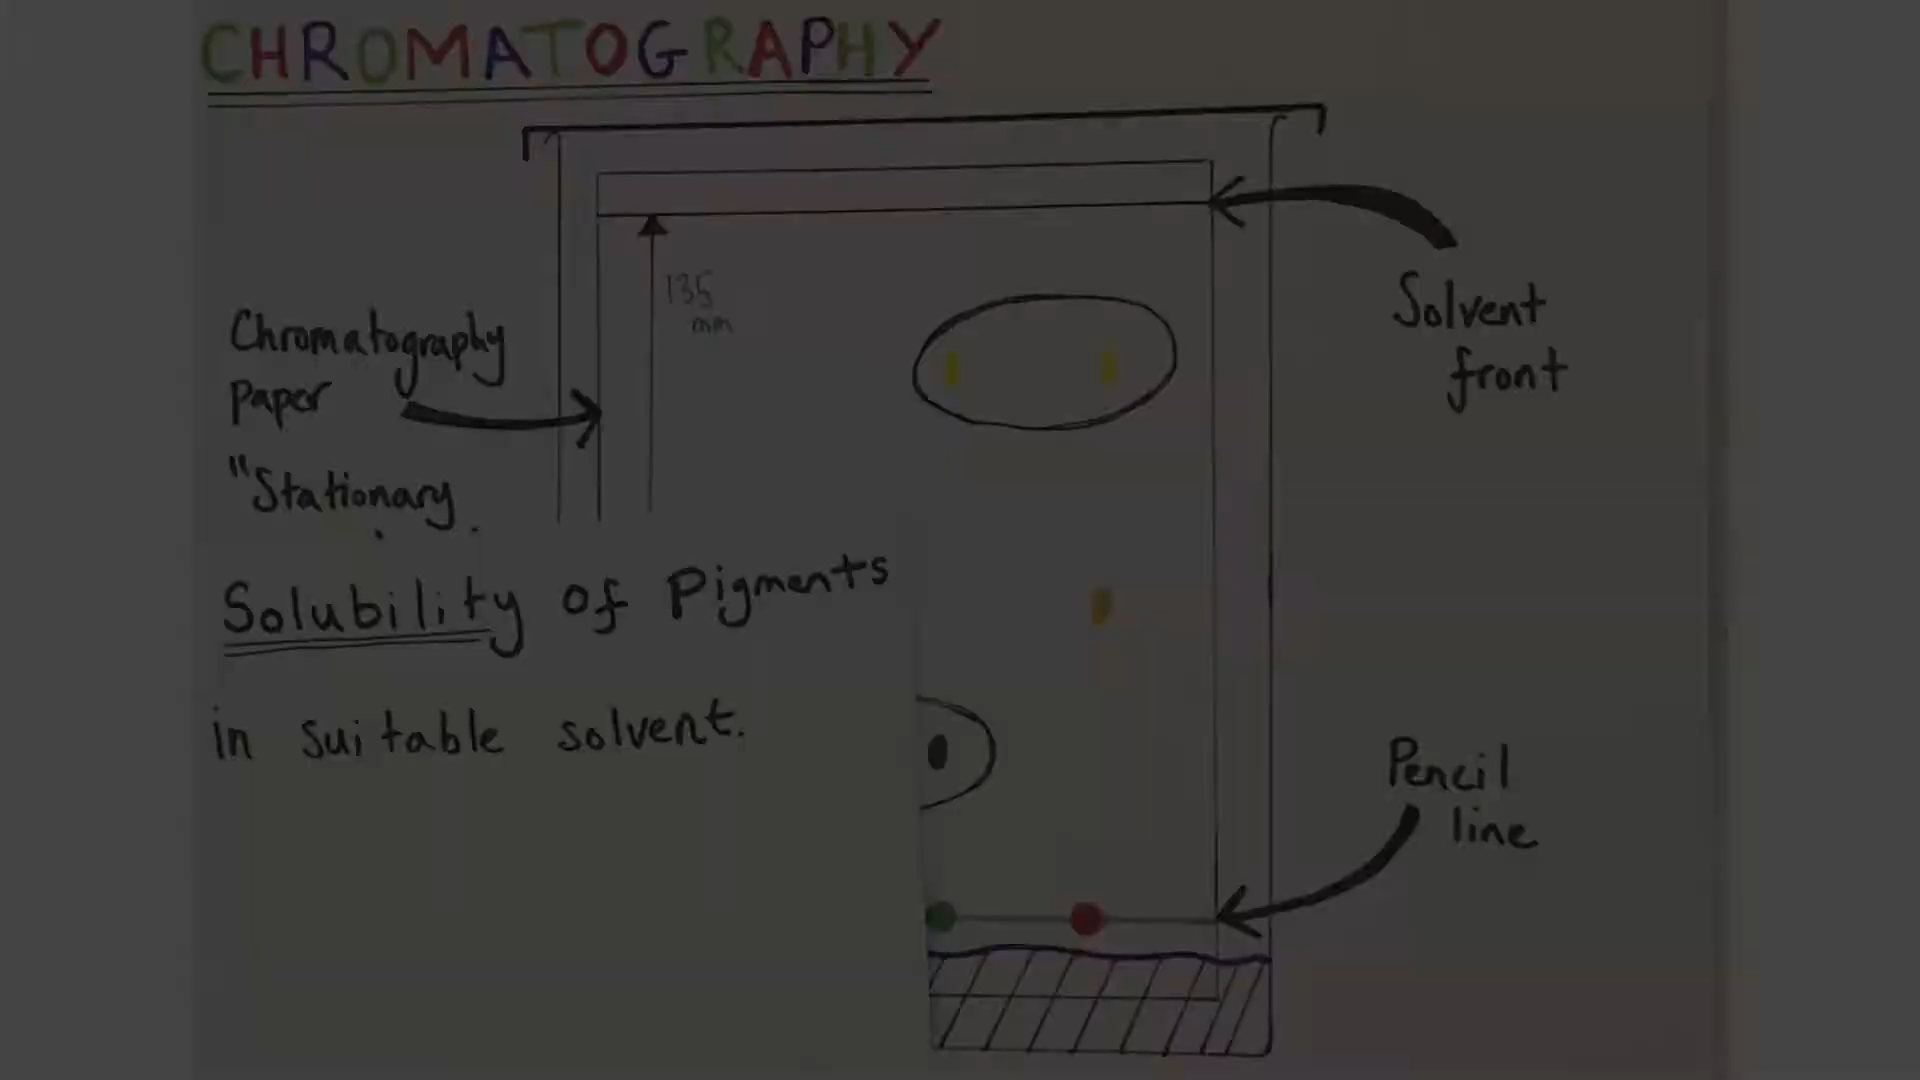 CHROMATOGRAPHY
135
mm
Chromatography
Paper
"Stationary
Solvent
front
Solubility of Pigments
in suitable solvent.
Pencil
line